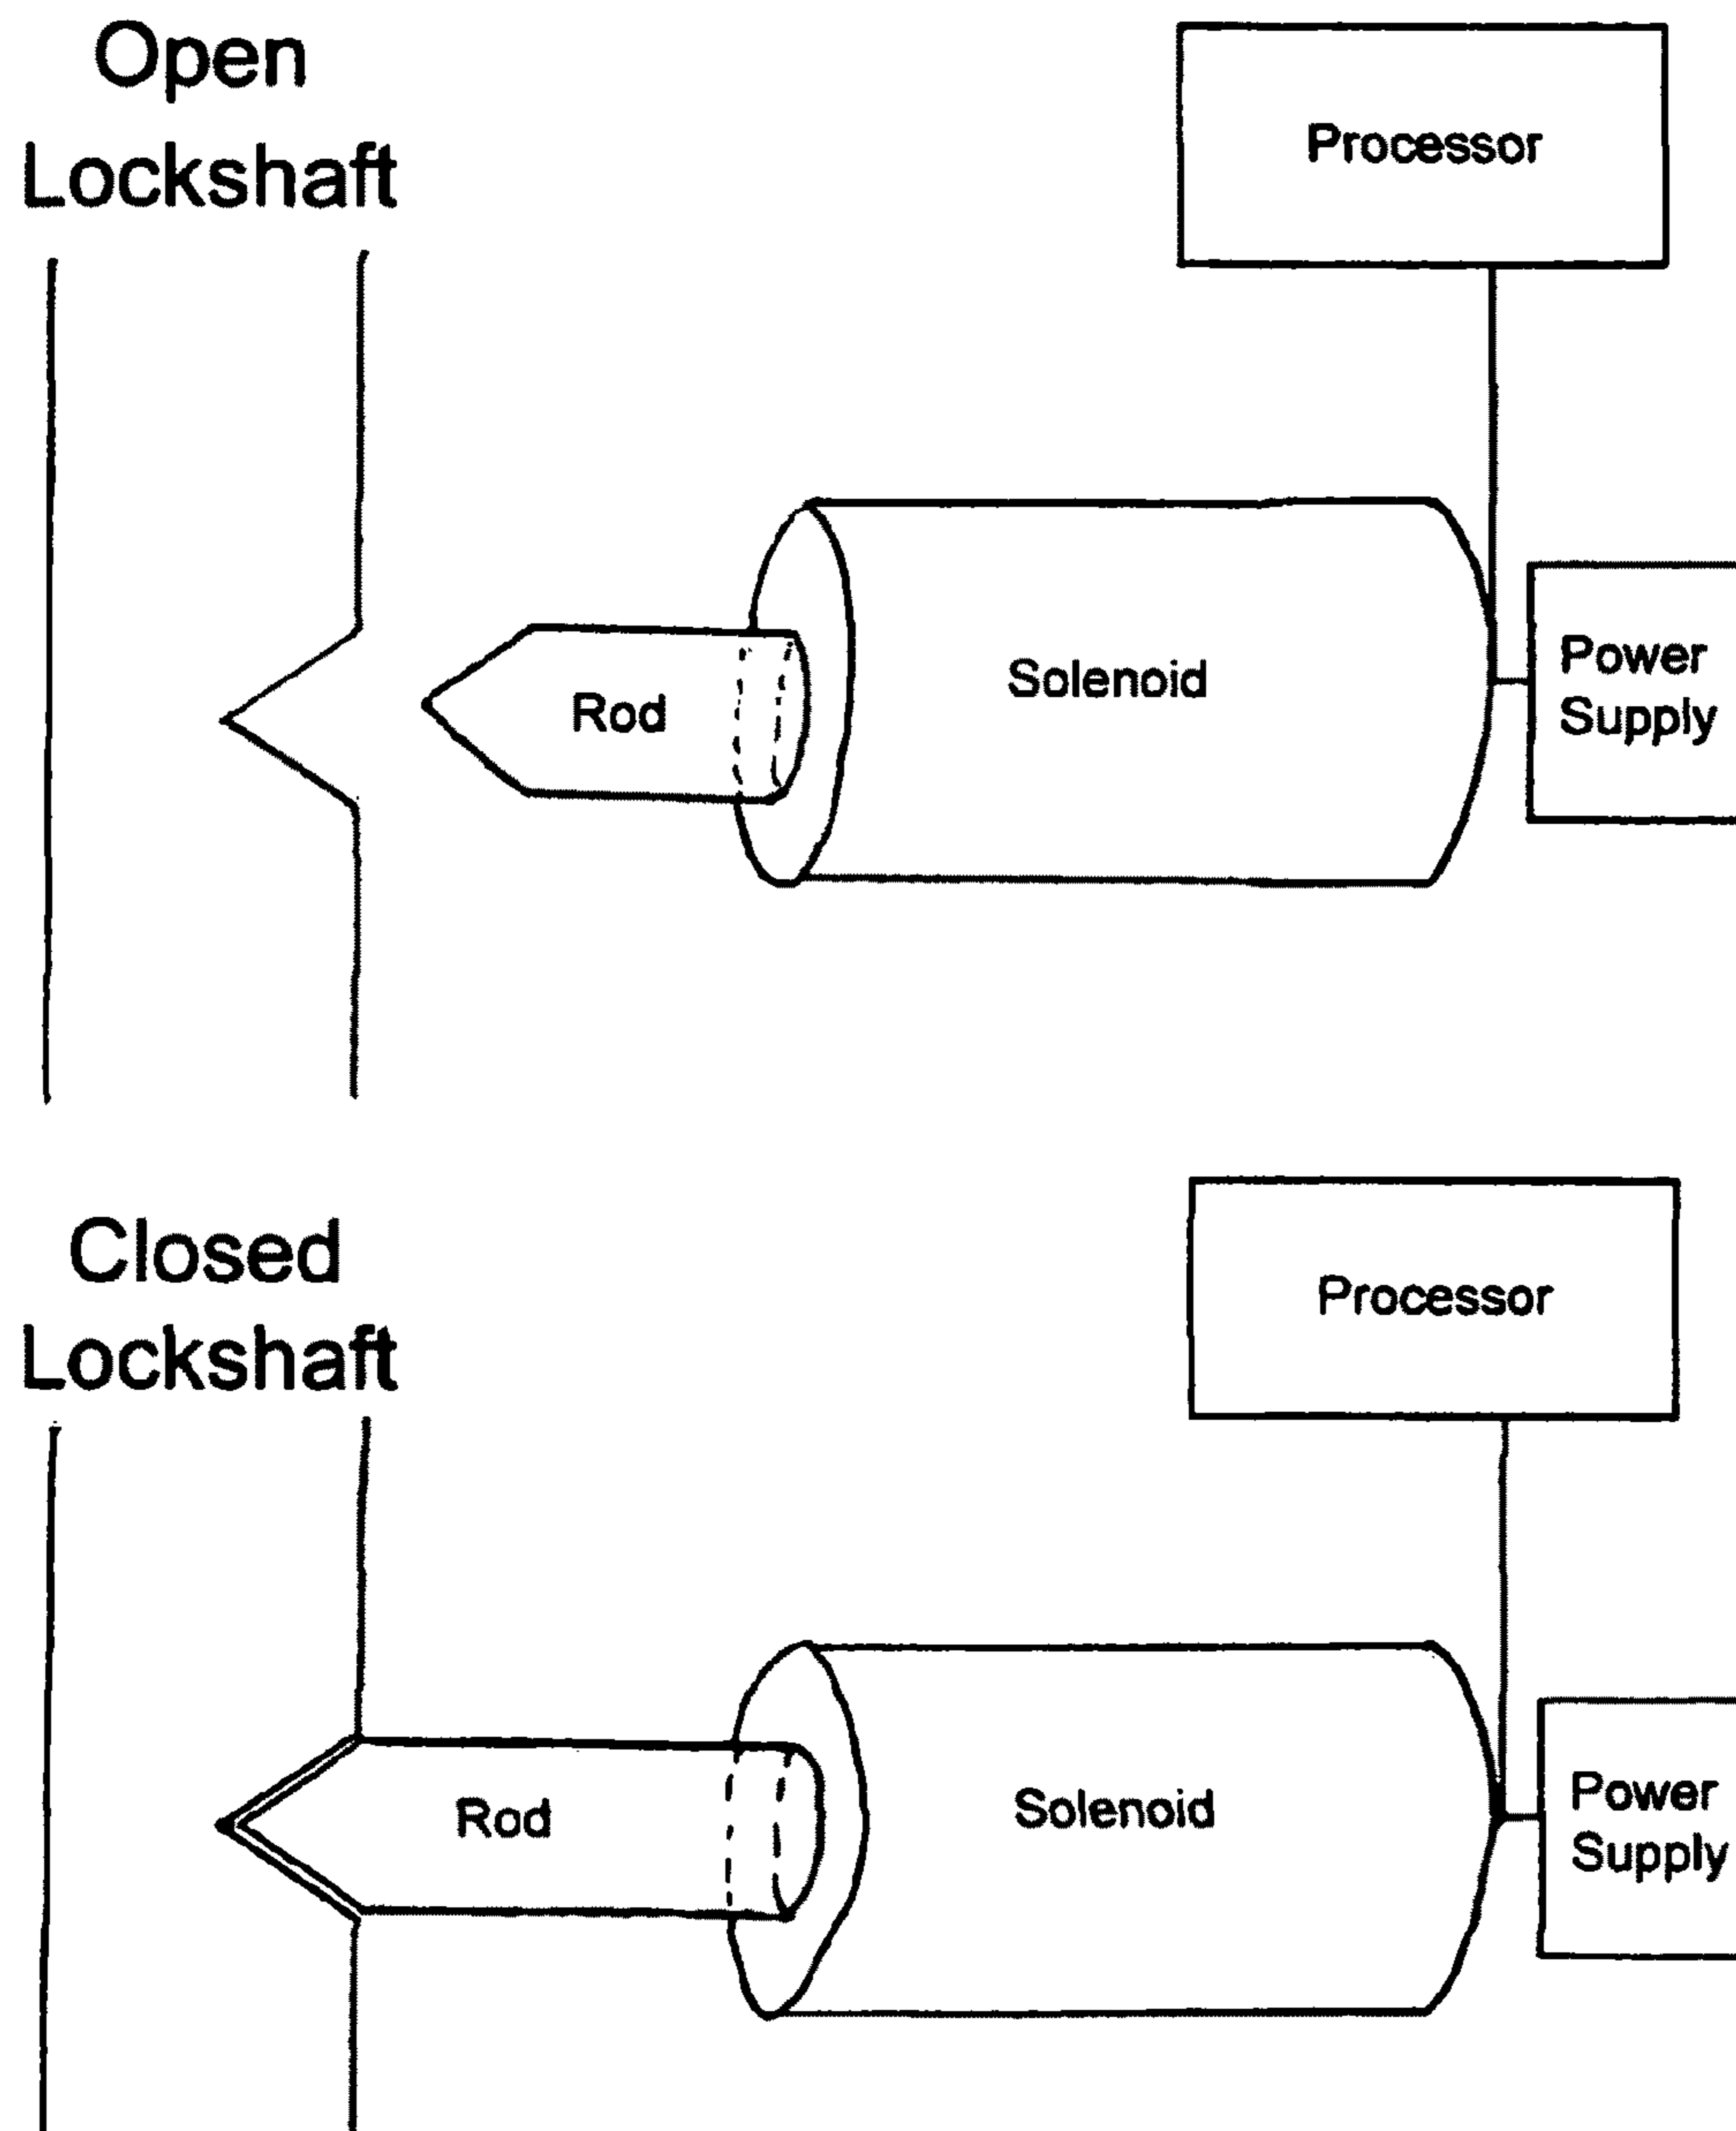 Open
Lockshaft
Processor
Rod
Solenoid
Power
Supply
Closed
Lockshaft
Processor
Rod
Solenoid
Power
Supply